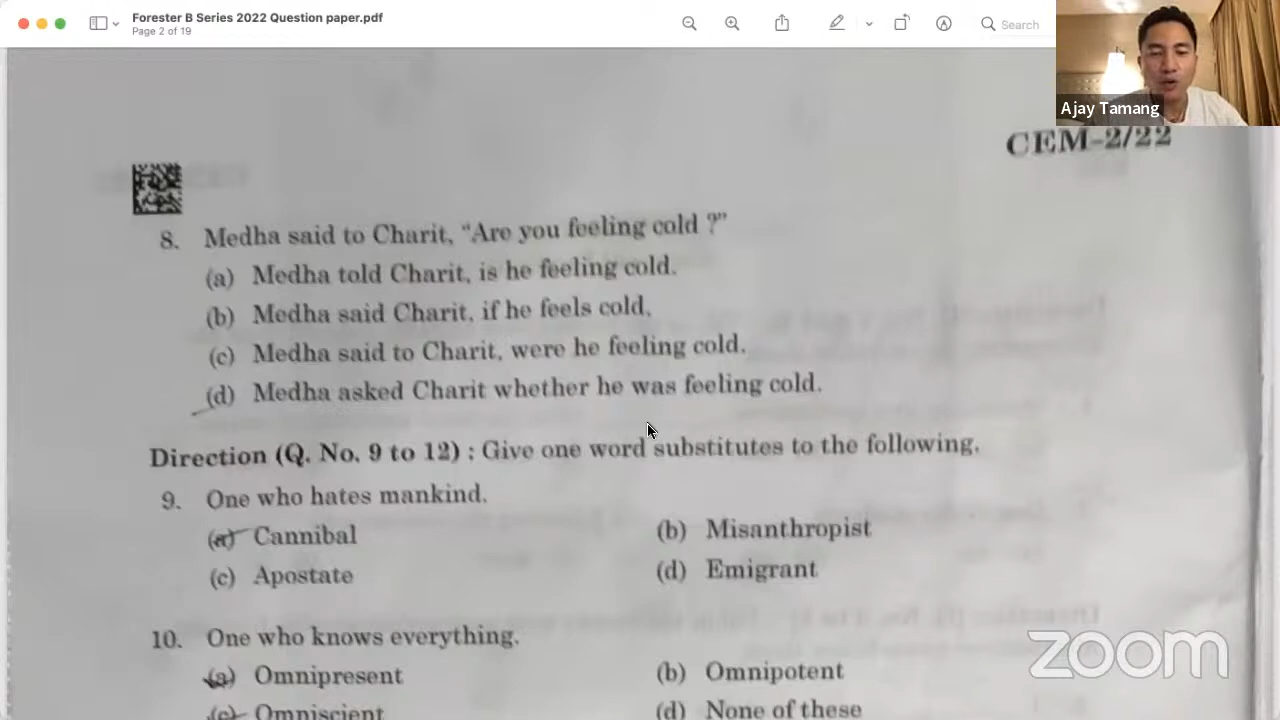 Forester B Series 2022 Question paper.pdf
Page 2 of 19
Search
Ajay Tamang
CEM-2/22
8. Medha said to Charit, “Are you feeling cold ?”
(a) Medha told Charit, is he feeling cold.
(b) Medha said Charit, if he feels cold.
(c) Medha said to Charit, were he feeling cold.
(d) Medha asked Charit whether he was feeling cold.
Direction (Q. No. 9 to 12) : Give one word substitutes to the following.
9. One who hates mankind.
(a) Cannibal (b) Misanthropist
(c) Apostate (d) Emigrant
10. One who knows everything.
(a) Omnipresent (b) Omnipotent
(c) Omniscient (d) None of these
zoom